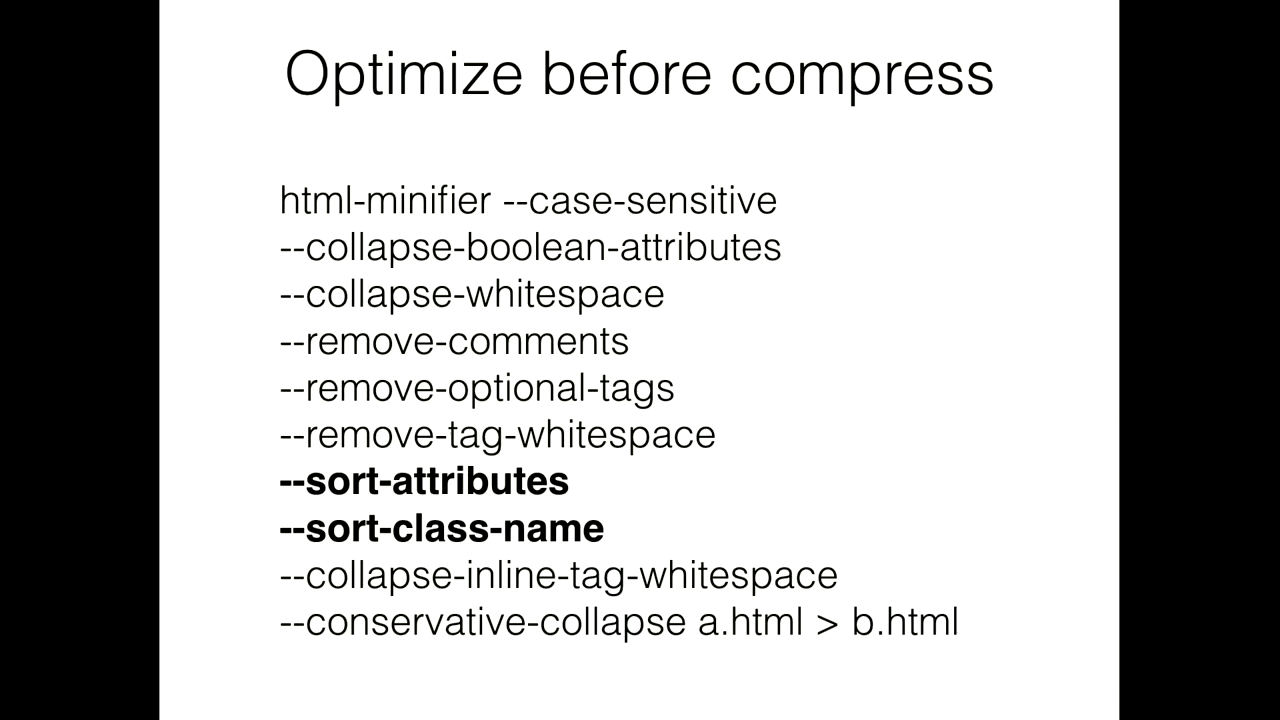 Optimize before compress
html-minifier --case-sensitive
--collapse-boolean-attributes
--collapse-whitespace
--remove-comments
--remove-optional-tags
--remove-tag-whitespace
--sort-attributes
--sort-class-name
--collapse-inline-tag-whitespace
--conservative-collapse a.html > b.html